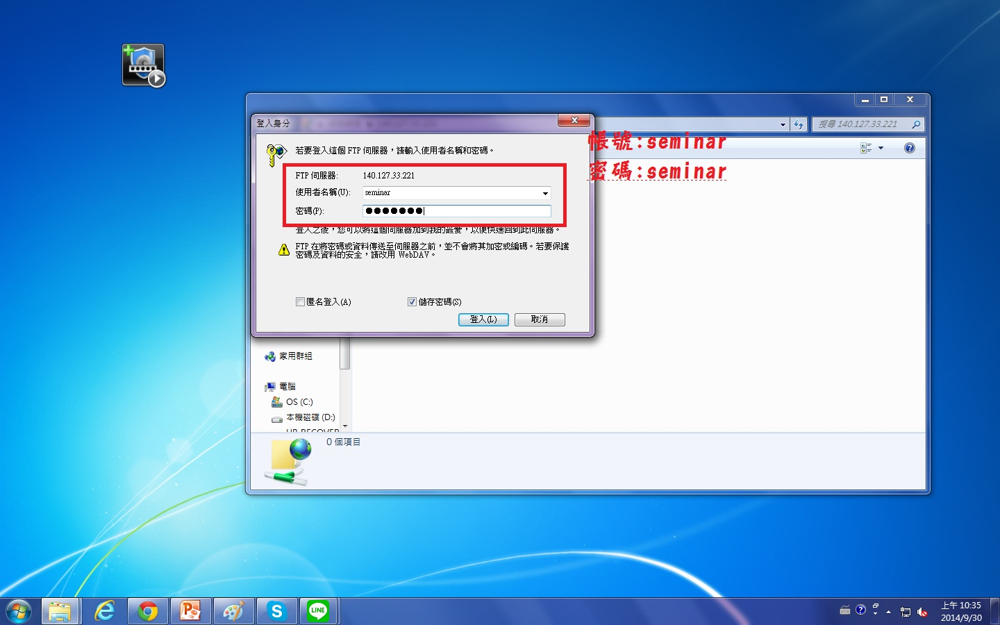 登入身分
搜尋 140.127.33.221
帳號:seminar
密碼:seminar
若要登入這個 FTP 伺服器，請輸入使用者名稱和密碼。
FTP 伺服器: 140.127.33.221
使用者名稱(U): seminar
密碼(P): ●●●●●●●
登入之後，您可以將這個伺服器加到我的最愛，以便快速回到此伺服器。
FTP 在將密碼或資料傳送至伺服器之前，並不會將其加密或編碼。若要保護
密碼及資料的安全，請改用 WebDAV。
匿名登入(A) 儲存密碼(S)
登入(L) 取消
家用群組
電腦
OS (C:)
本機磁碟 (D:)
HP_RECOVER
0 個項目
LINE
上午 10:35
2014/9/30